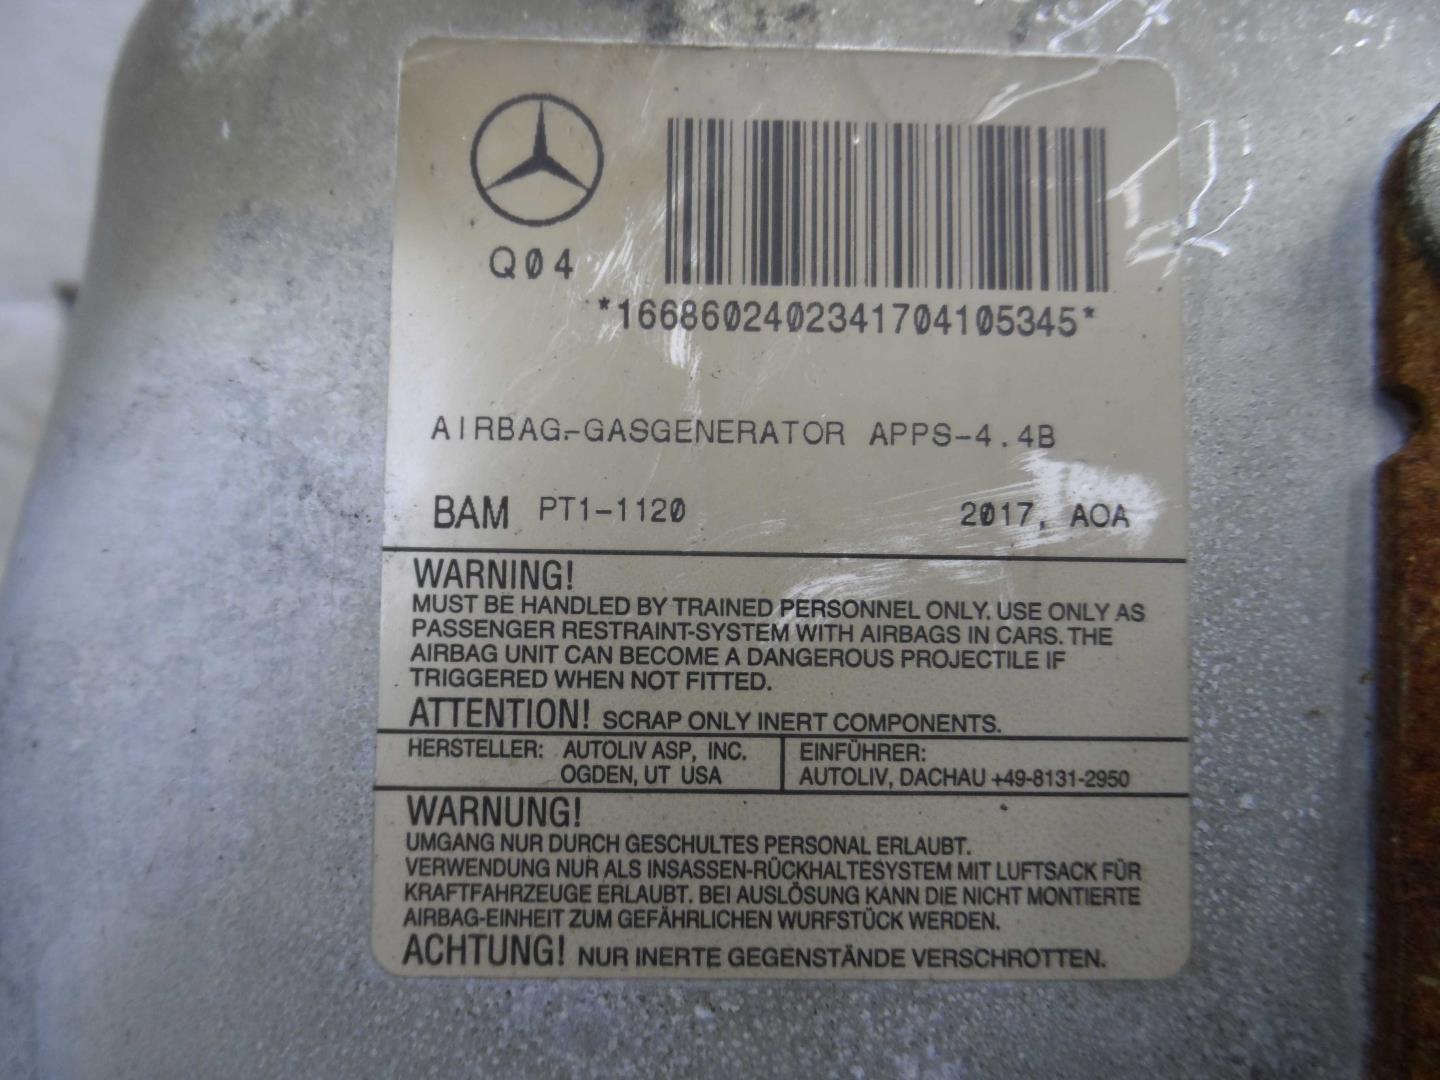 Q04
*1668602402341704105345*
AIRBAG-GASGENERATOR APPS-4.4B
BAM PT1-1120 2017, AOA
WARNING!
MUST BE HANDLED BY TRAINED PERSONNEL ONLY. USE ONLY AS
PASSENGER RESTRAINT-SYSTEM WITH AIRBAGS IN CARS. THE
AIRBAG UNIT CAN BECOME A DANGEROUS PROJECTILE IF
TRIGGERED WHEN NOT FITTED.
ATTENTION! SCRAP ONLY INERT COMPONENTS.
HERSTELLER: AUTOLIV ASP, INC.
OGDEN, UT USA
EINFÜHRER:
AUTOLIV, DACHAU +49-8131-2950
WARNUNG!
UMGANG NUR DURCH GESCHULTES PERSONAL ERLAUBT.
VERWENDUNG NUR ALS INSASSEN-RÜCKHALTESYSTEM MIT LUFTSACK FÜR
KRAFTFAHRZEUGE ERLAUBT. BEI AUSLÖSUNG KANN DIE NICHT MONTIERTE
AIRBAG-EINHEIT ZUM GEFÄHRLICHEN WURFSTÜCK WERDEN.
ACHTUNG! NUR INERTE GEGENSTÄNDE VERSCHROTTEN.